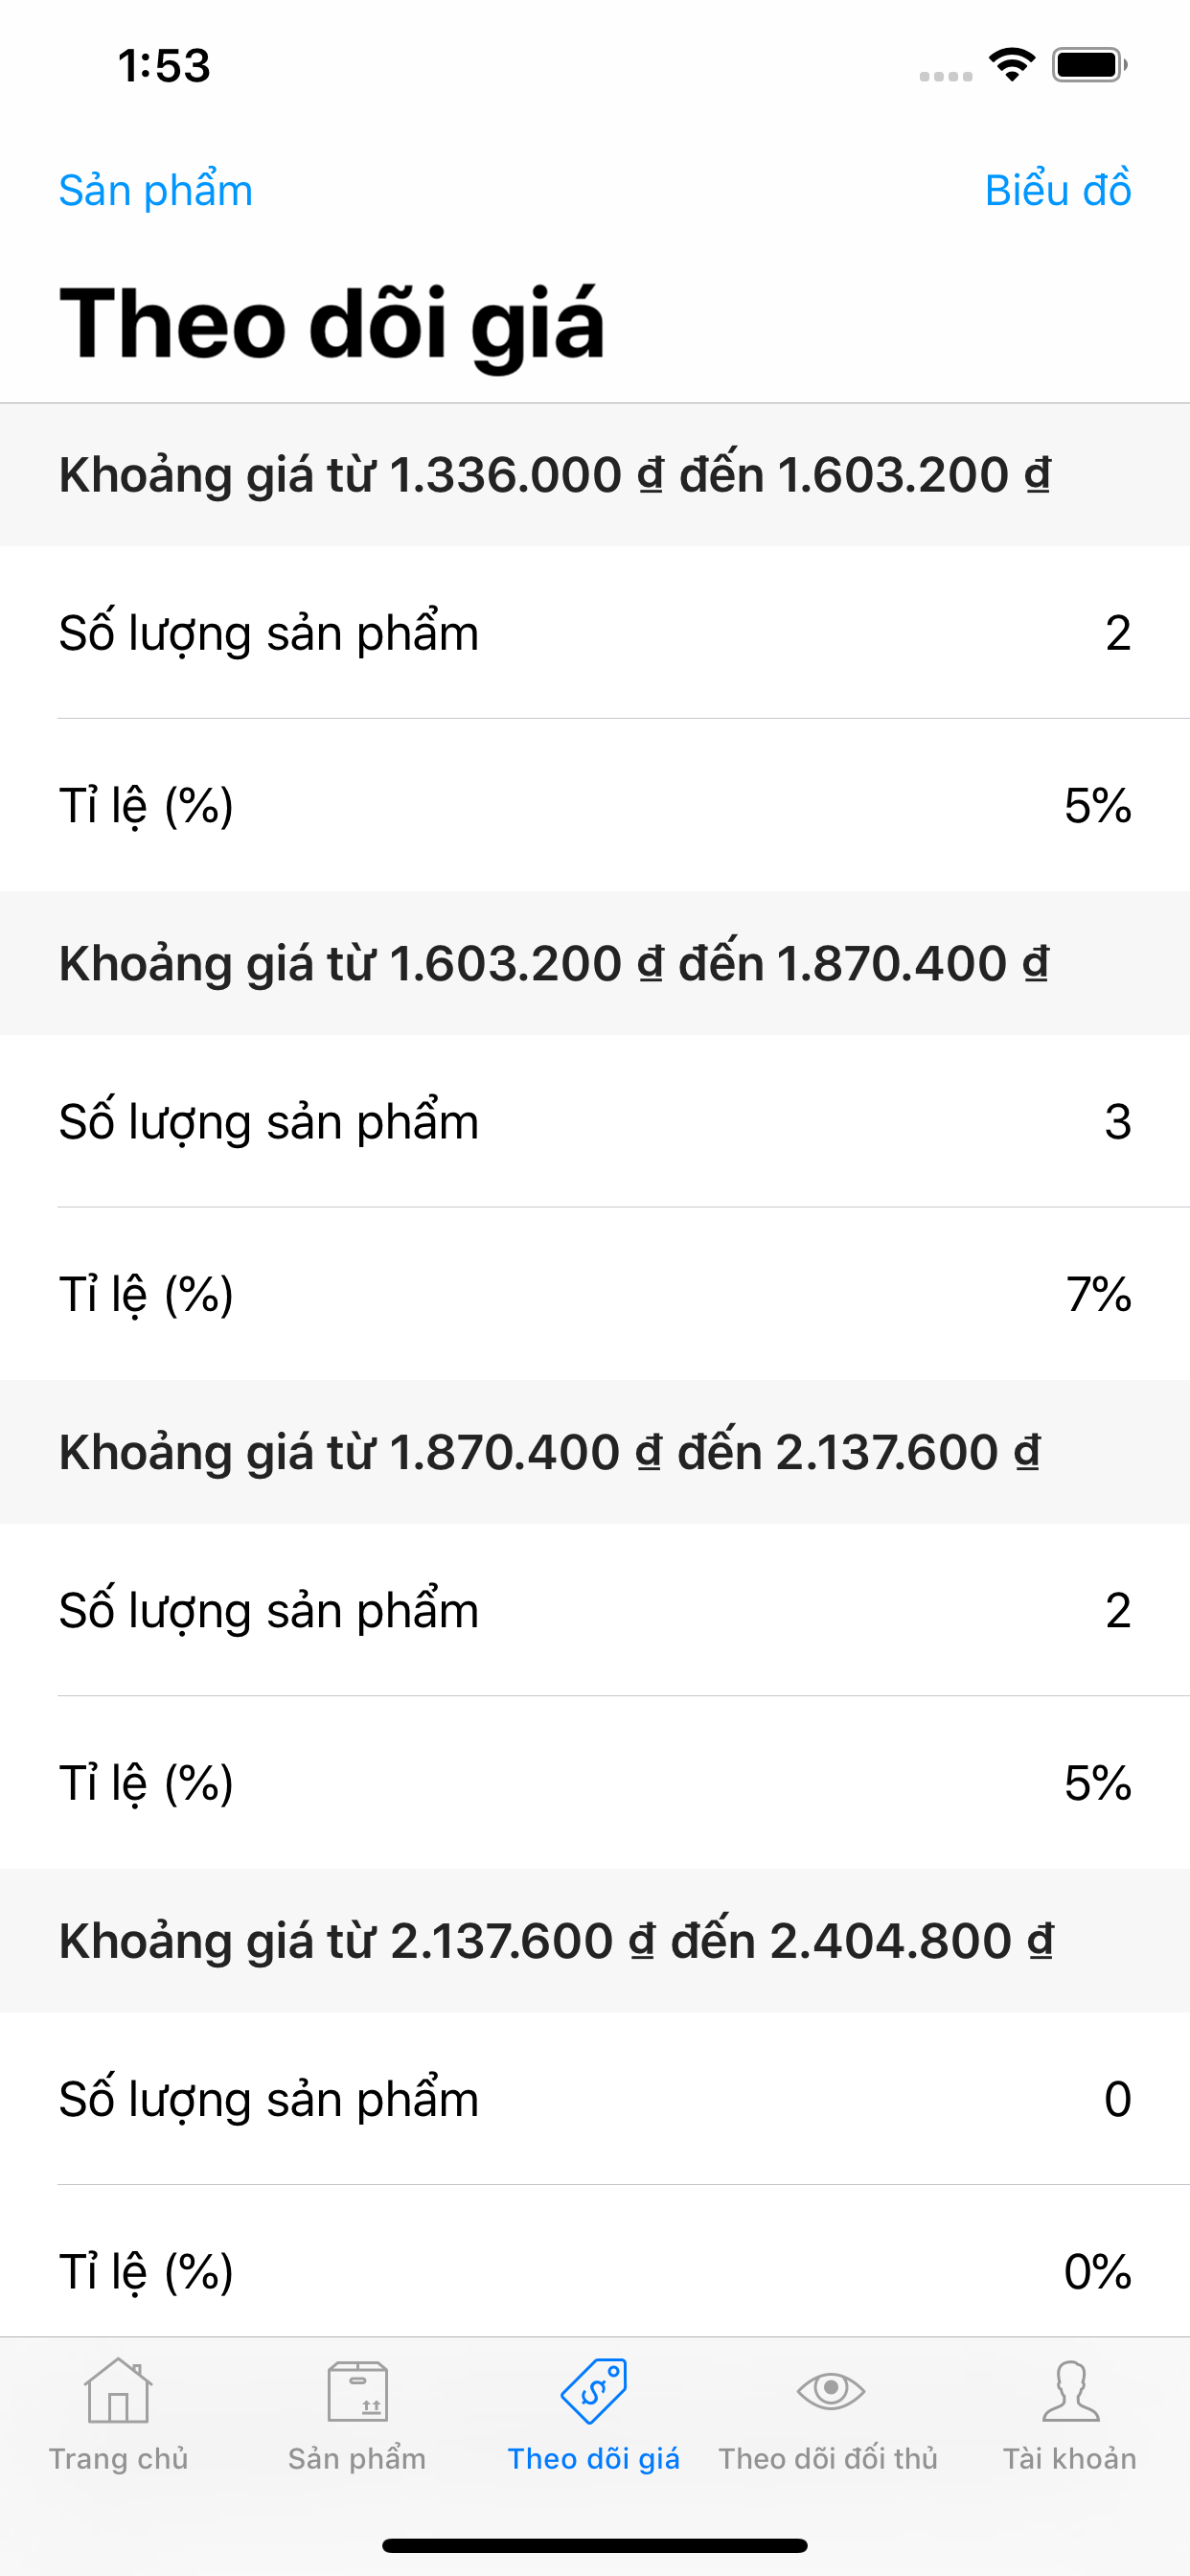 1:53
Sản phẩm Biểu đồ
Theo dõi giá
Khoảng giá từ 1.336.000 ₫ đến 1.603.200 ₫
Số lượng sản phẩm 2
Tỉ lệ (%) 5%
Khoảng giá từ 1.603.200 ₫ đến 1.870.400 ₫
Số lượng sản phẩm 3
Tỉ lệ (%) 7%
Khoảng giá từ 1.870.400 ₫ đến 2.137.600 ₫
Số lượng sản phẩm 2
Tỉ lệ (%) 5%
Khoảng giá từ 2.137.600 ₫ đến 2.404.800 ₫
Số lượng sản phẩm 0
Tỉ lệ (%) 0%
Trang chủ Sản phẩm Theo dõi giá Theo dõi đối thủ Tài khoản